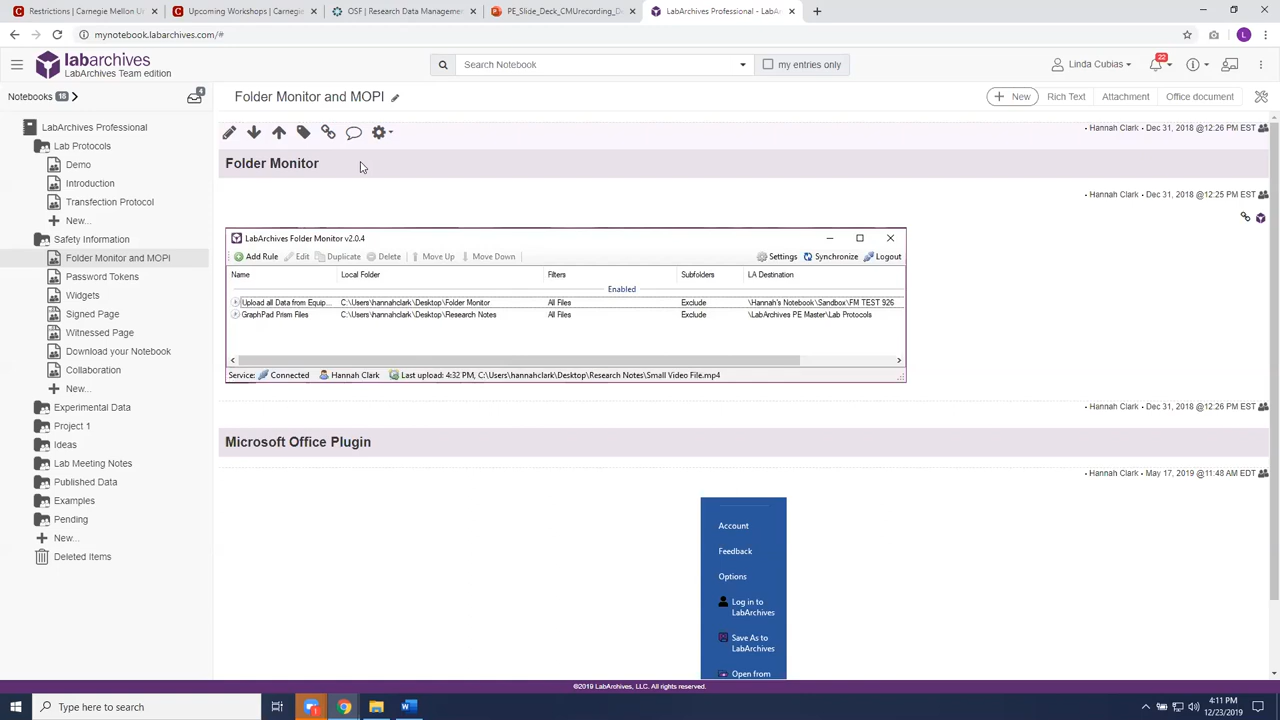 Restrictions | Carnegie Mellon Un
Upcoming Workshops | Carnegie
OSF | Research Data Managemen
PE_Slide_Deck_CMUrecording_De
LabArchives Professional - LabAr
mynotebook.labarchives.com/#
L
labarchives
LabArchives Team edition
Search Notebook
my entries only
Linda Cubias
22
Notebooks 15
4
Folder Monitor and MOPI
New
Rich Text
Attachment
Office document
LabArchives Professional
Lab Protocols
Demo
Introduction
Transfection Protocol
New...
Safety Information
Folder Monitor and MOPI
Password Tokens
Widgets
Signed Page
Witnessed Page
Download your Notebook
Collaboration
New...
Experimental Data
Project 1
Ideas
Lab Meeting Notes
Published Data
Examples
Pending
New...
Deleted Items
• Hannah Clark • Dec 31, 2018 @12:26 PM EST
Folder Monitor
• Hannah Clark • Dec 31, 2018 @12:25 PM EST
LabArchives Folder Monitor v2.0.4
Add Rule Edit Duplicate Delete Move Up Move Down Settings Synchronize Logout
Name Local Folder Filters Subfolders LA Destination
Enabled
Upload all Data from Equip... C:\Users\hannahclark\Desktop\Folder Monitor All Files Exclude \Hannah's Notebook\Sandbox\FM TEST 926
GraphPad Prism Files C:\Users\hannahclark\Desktop\Research Notes All Files Exclude \LabArchives PE Master\Lab Protocols
Service: Connected Hannah Clark Last upload: 4:32 PM, C:\Users\hannahclark\Desktop\Research Notes\Small Video File.mp4
• Hannah Clark • Dec 31, 2018 @12:26 PM EST
Microsoft Office Plugin
• Hannah Clark • May 17, 2019 @11:48 AM EDT
Account
Feedback
Options
Log in to
LabArchives
Save As to
LabArchives
Open from
©2019 LabArchives, LLC. All rights reserved.
Type here to search
4:11 PM
12/23/2019